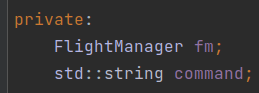 private:
    FlightManager fm;
    std::string command;